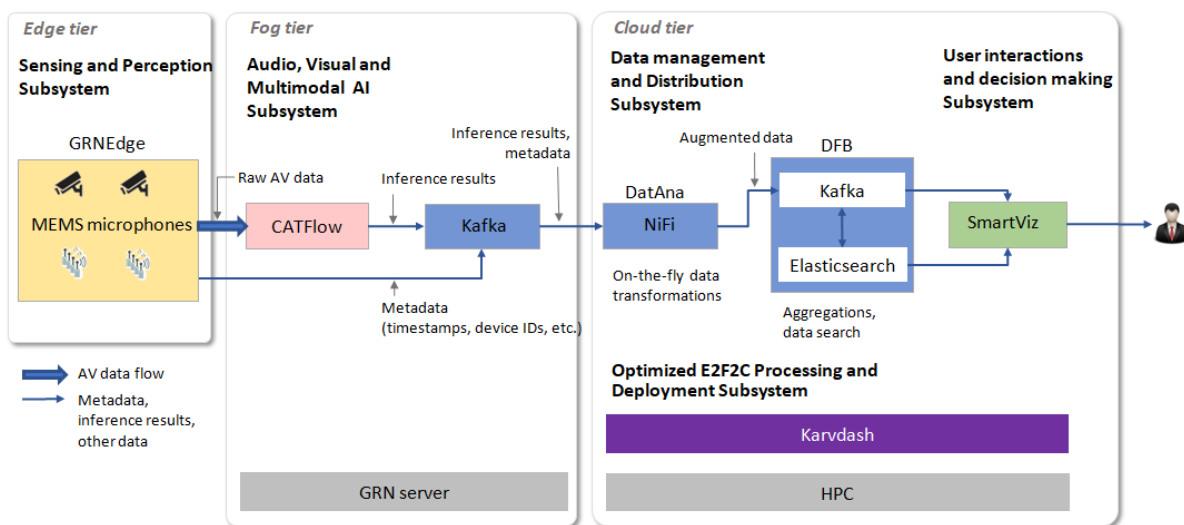 Edge tier
Sensing and Perception
Subsystem
GRNEdge
MEMS microphones
Raw AV data
AV data flow
Metadata,
inference results,
other data
Fog tier
Audio, Visual and
Multimodal AI
Subsystem
Inference results
CATFlow
Kafka
Inference results,
metadata
Metadata
(timestamps, device IDs, etc.)
GRN server
Cloud tier
Data management
and Distribution
Subsystem
Augmented data
DatAna
NiFi
On-the-fly data
transformations
DFB
Kafka
Elasticsearch
Aggregations,
data search
User interactions
and decision making
Subsystem
SmartViz
Optimized E2F2C Processing and
Deployment Subsystem
Karvdash
HPC